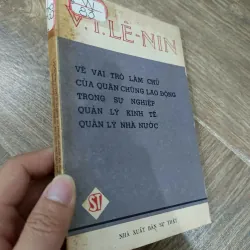 V.I.LÊ-NIN
VỀ VAI TRÒ LÀM CHỦ
CỦA QUẦN CHÚNG LAO ĐỘNG
TRONG SỰ NGHIỆP
QUẢN LÝ KINH TẾ
QUẢN LÝ NHÀ NƯỚC
ST
NHÀ XUẤT BẢN SỰ THẬT